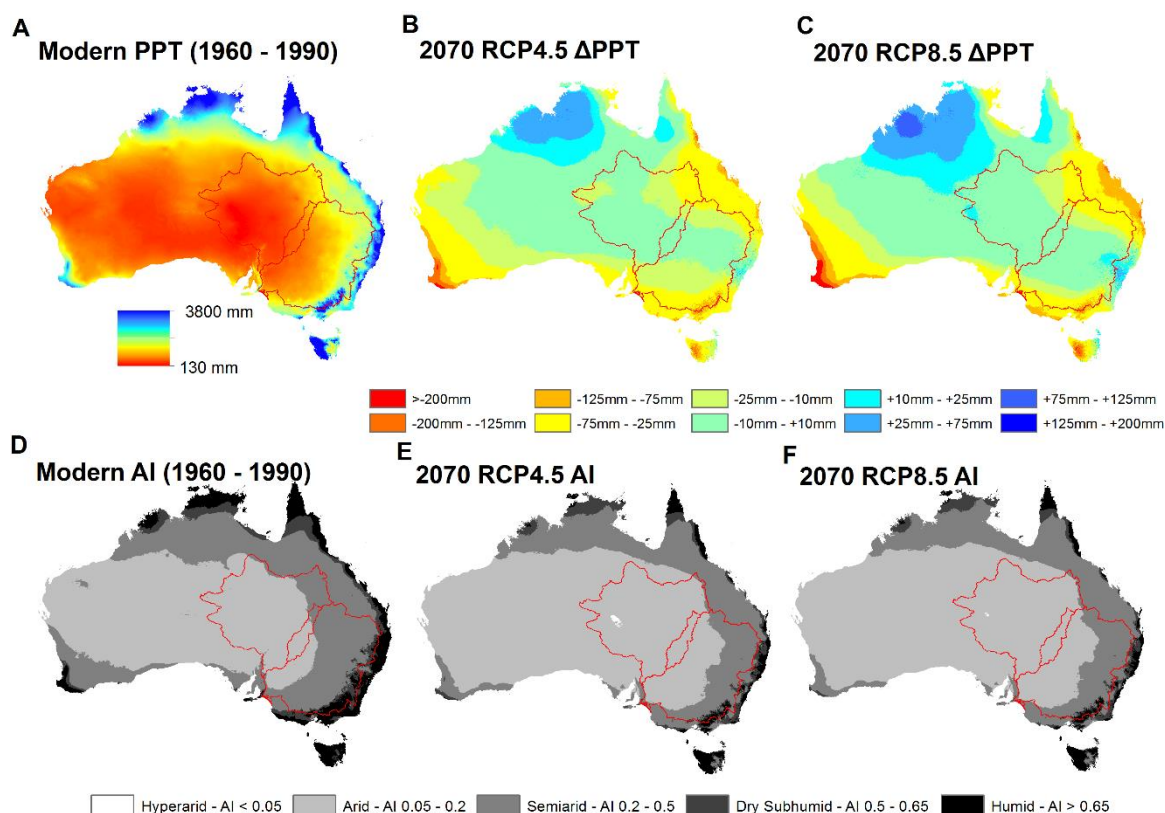 A
Modern PPT (1960 - 1990)
B
2070 RCP4.5 ΔPPT
C
2070 RCP8.5 ΔPPT
3800 mm
130 mm
>-200mm
-125mm - -75mm
-25mm - -10mm
+10mm - +25mm
+75mm - +125mm
-200mm - -125mm
-75mm - -25mm
-10mm - +10mm
+25mm - +75mm
+125mm - +200mm
D
Modern AI (1960 - 1990)
E
2070 RCP4.5 AI
F
2070 RCP8.5 AI
Hyperarid - AI < 0.05
Arid - AI 0.05 - 0.2
Semiarid - AI 0.2 - 0.5
Dry Subhumid - AI 0.5 - 0.65
Humid - AI > 0.65